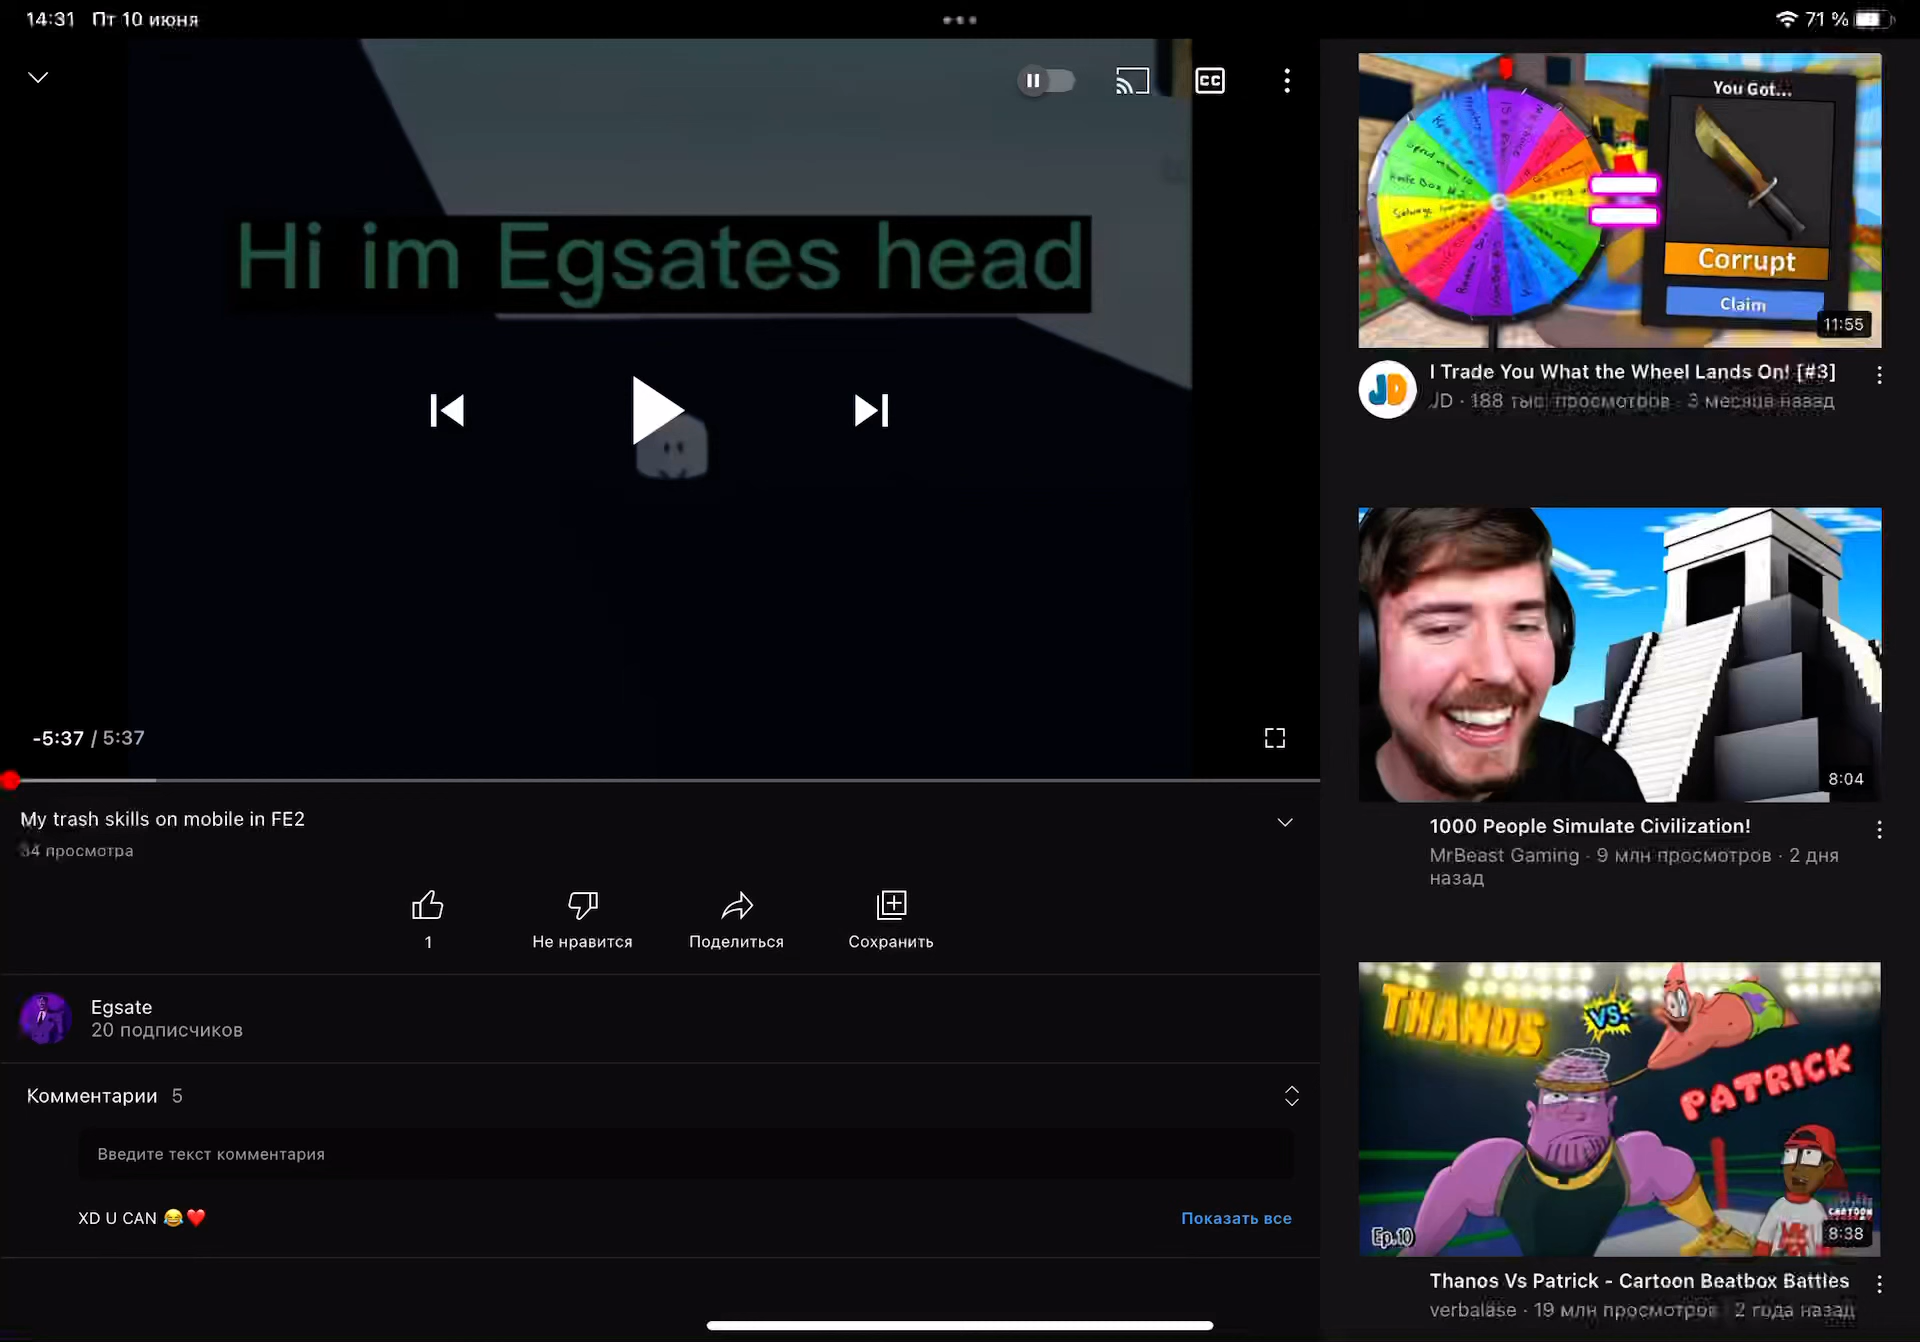 14:31 Пт 10 июня
71 %
CC
Hi im Egsates head
-5:37 / 5:37
My trash skills on mobile in FE2
34 просмотра
1
Не нравится
Поделиться
Сохранить
Egsate
20 подписчиков
Комментарии 5
Введите текст комментария
XD U CAN 😂❤️
Показать все
You Got...
Corrupt
Claim
11:55
JD
I Trade You What the Wheel Lands On! [#3]
JD · 188 тыс. просмотров · 3 месяца назад
8:04
1000 People Simulate Civilization!
MrBeast Gaming · 9 млн просмотров · 2 дня
назад
THANOS
VS.
PATRICK
Ep.10
CARTOON
8:38
Thanos Vs Patrick - Cartoon Beatbox Battles
verbalase · 19 млн просмотров · 2 года назад